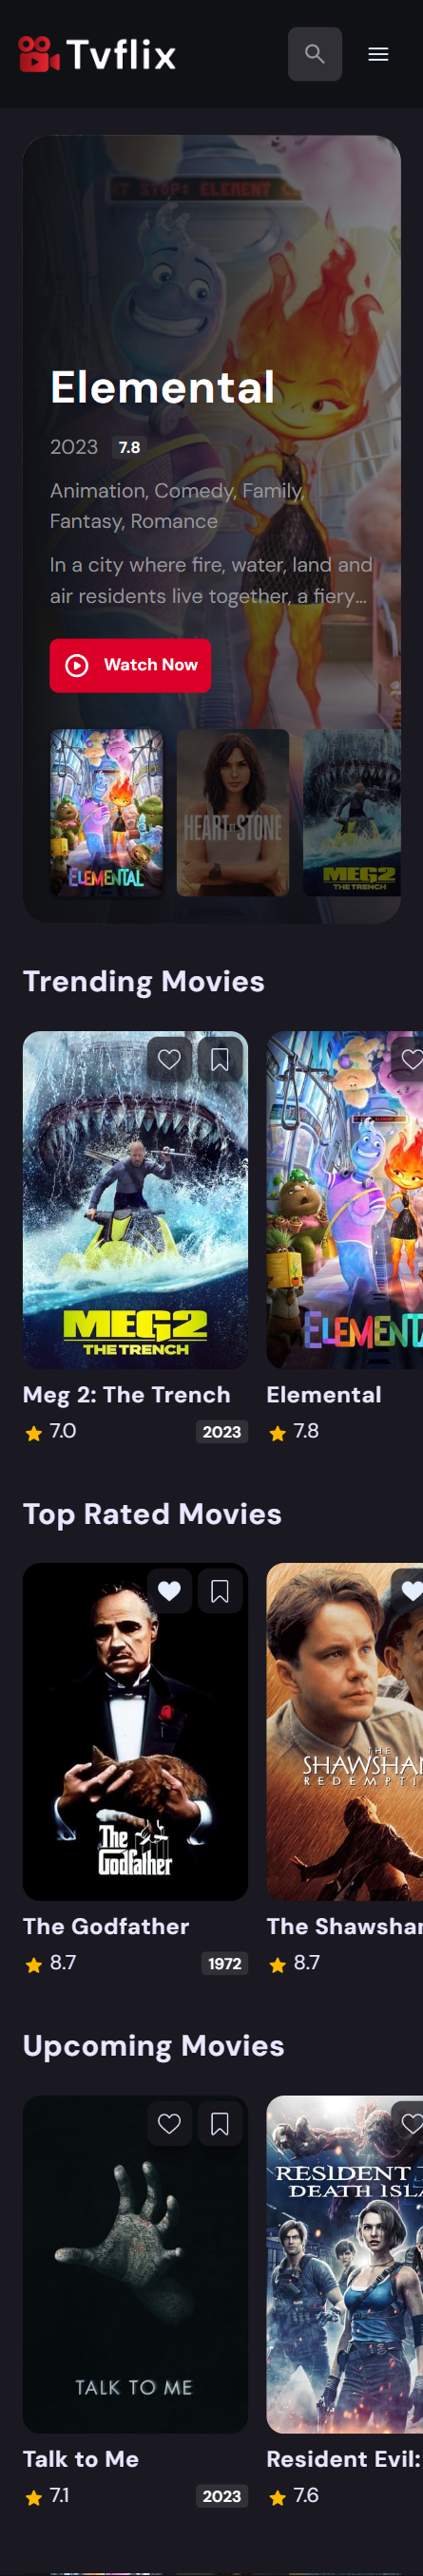 Tvflix
T STOP: ELEMENT C
Elemental
2023 7.8
Animation, Comedy, Family,
Fantasy, Romance
In a city where fire, water, land and
air residents live together, a fiery...
Watch Now
ELEMENTAL
HEART OF STONE
MEG2
THE TRENCH
Trending Movies
MEG2
THE TRENCH
ELEMENT
Meg 2: The Trench
7.0 2023
Elemental
7.8
Top Rated Movies
The
Godfather
THE
SHAWSHAN
REDEMPTI
The Godfather
8.7 1972
The Shawshan
8.7
Upcoming Movies
TALK TO ME
RESIDENT
DEATH ISLA
Talk to Me
7.1 2023
Resident Evil:
7.6